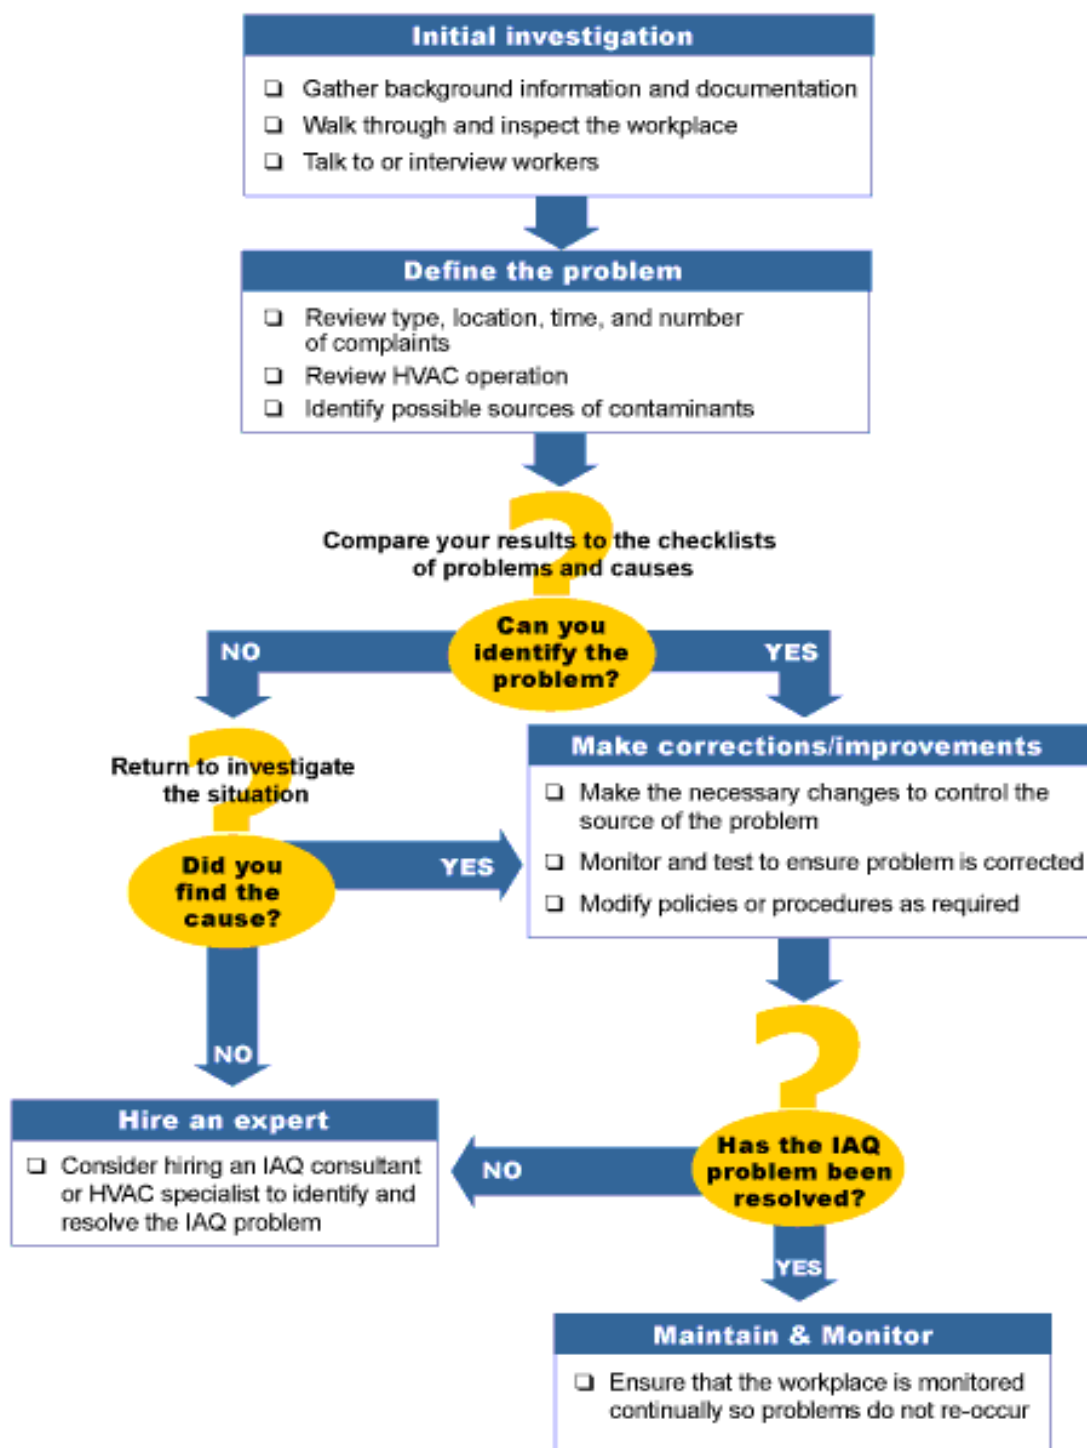 Initial investigation
❑ Gather background information and documentation
❑ Walk through and inspect the workplace
❑ Talk to or interview workers
Define the problem
❑ Review type, location, time, and number
of complaints
❑ Review HVAC operation
❑ Identify possible sources of contaminants
?
Compare your results to the checklists
of problems and causes
Can you
identify the
problem?
NO
YES
?
Return to investigate
the situation
Did you
find the
cause?
YES
NO
Make corrections/improvements
❑ Make the necessary changes to control the
source of the problem
❑ Monitor and test to ensure problem is corrected
❑ Modify policies or procedures as required
?
Has the IAQ
problem been
resolved?
NO
YES
Hire an expert
❑ Consider hiring an IAQ consultant
or HVAC specialist to identify and
resolve the IAQ problem
Maintain & Monitor
❑ Ensure that the workplace is monitored
continually so problems do not re-occur